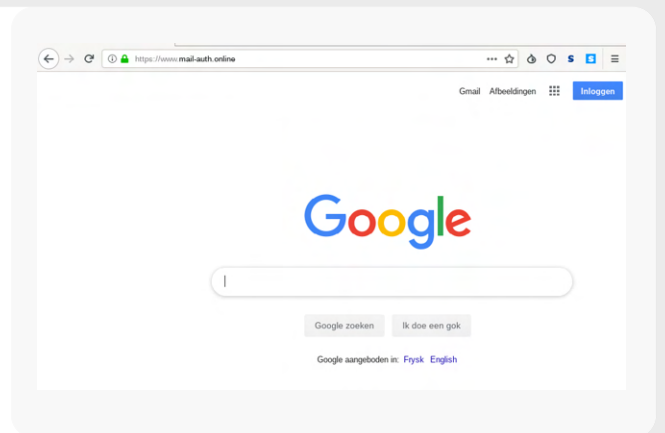 https://www.mail-auth.online
Gmail Afbeeldingen Inloggen
Google
Google zoeken Ik doe een gok
Google aangeboden in: Frysk English